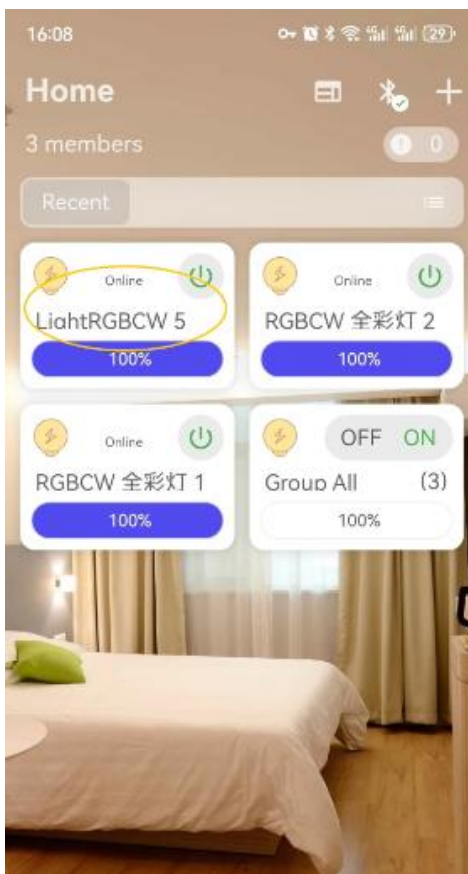 16:08
29
Home
3 members
0
Recent
Online
LightRGBCW 5
100%
Online
RGBCW 全彩灯 2
100%
Online
RGBCW 全彩灯 1
100%
OFF ON
Group All (3)
100%